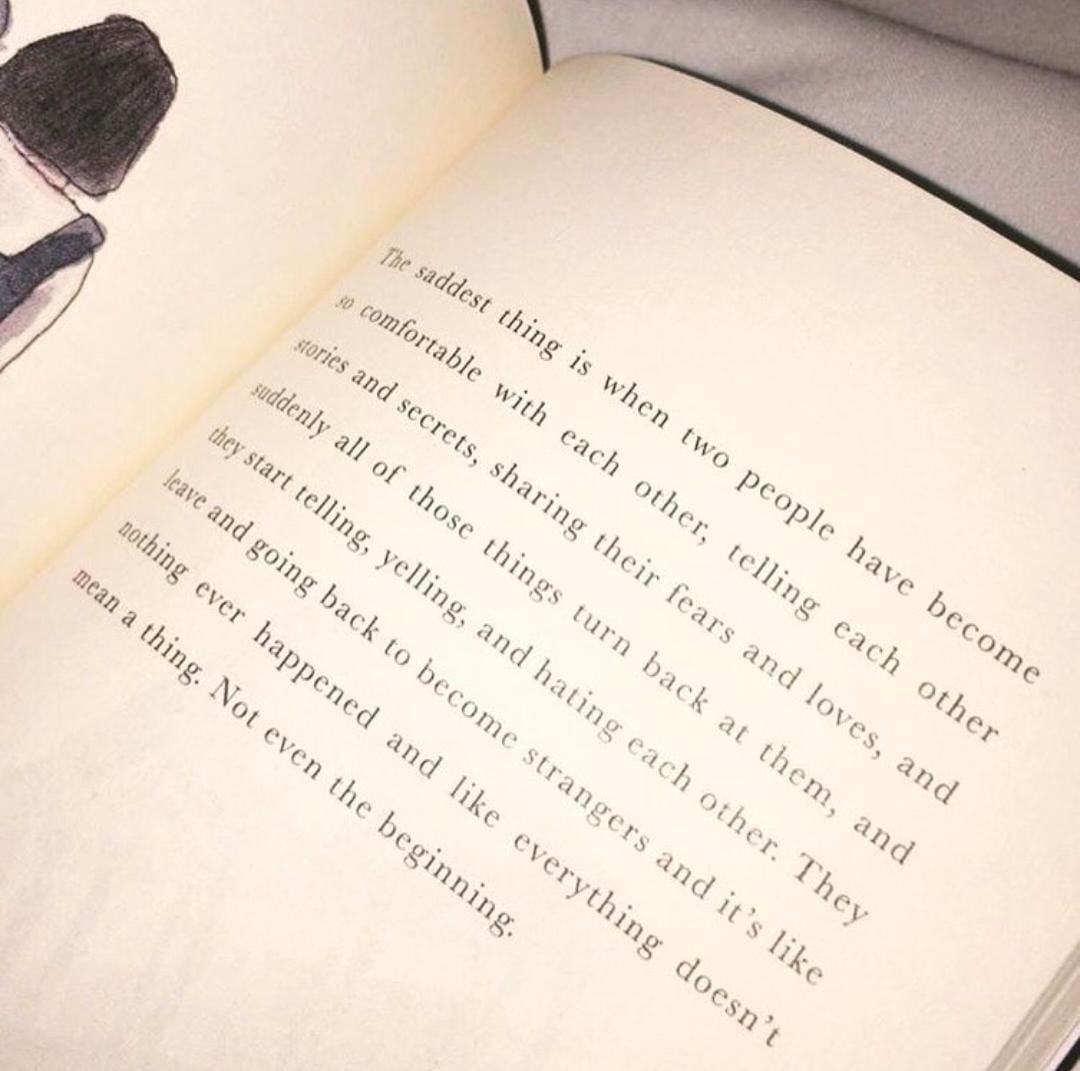 The saddest thing is when two people have become
so comfortable with each other, telling each other
stories and secrets, sharing their fears and loves, and
suddenly all of those things turn back at them, and
they start telling, yelling, and hating each other. They
leave and going back to become strangers and it's like
nothing ever happened and like everything doesn't
mean a thing. Not even the beginning.